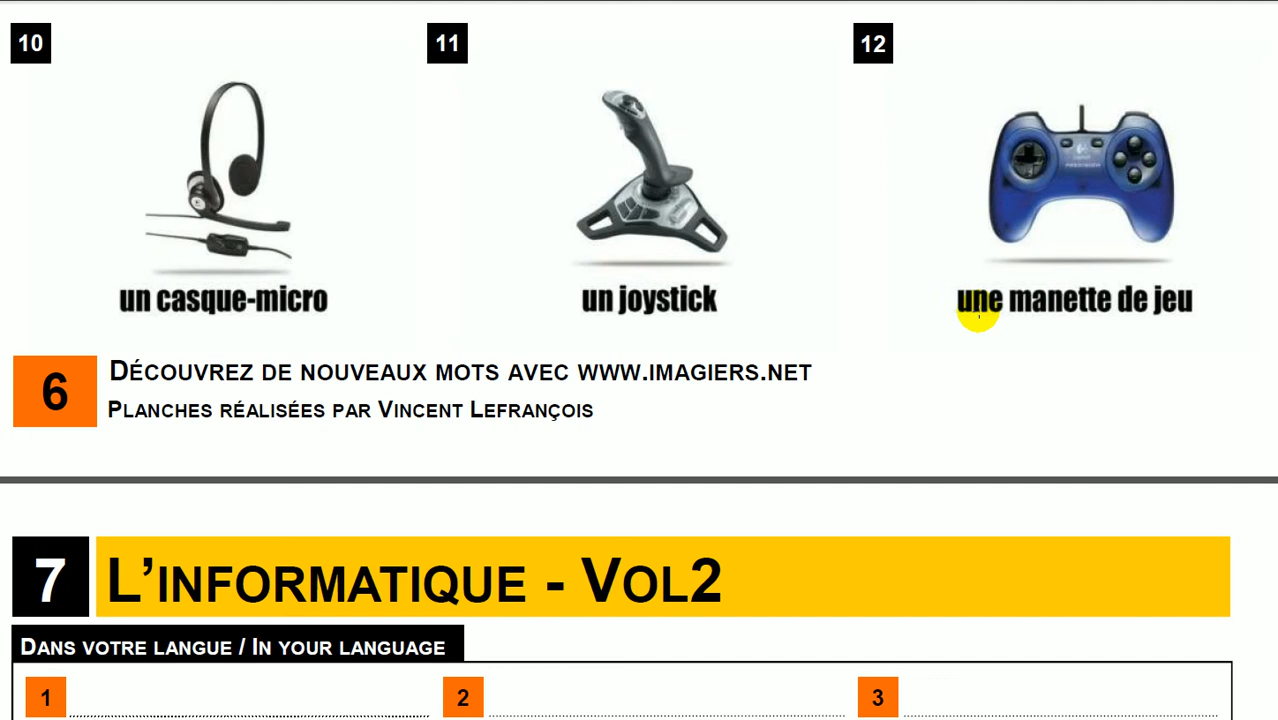 10
11
12
un casque-micro
un joystick
une manette de jeu
6
DÉCOUVREZ DE NOUVEAUX MOTS AVEC WWW.IMAGIERS.NET
PLANCHES RÉALISÉES PAR VINCENT LEFRANÇOIS
7
L'INFORMATIQUE - VOL2
DANS VOTRE LANGUE / IN YOUR LANGUAGE
1
2
3